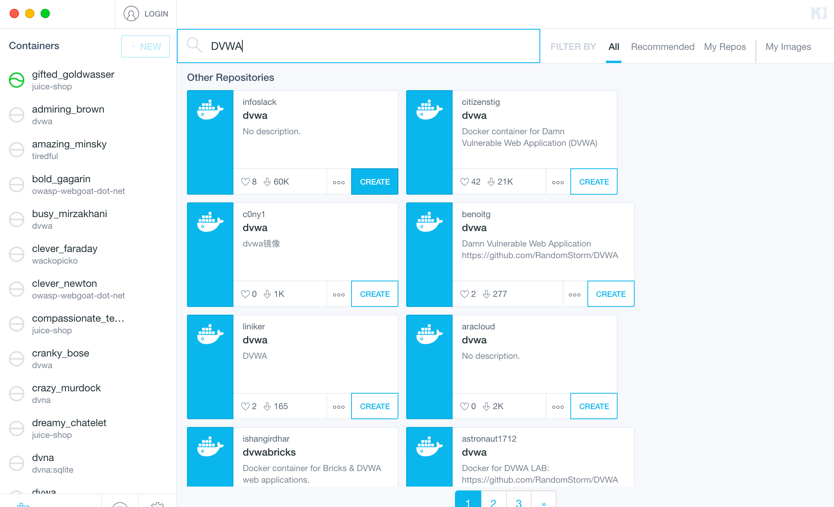 LOGIN
Containers
+ NEW
DVWA
FILTER BY
All
Recommended
My Repos
My Images
gifted_goldwasser
juice-shop
admiring_brown
dvwa
amazing_minsky
tiredful
bold_gagarin
owasp-webgoat-dot-net
busy_mirzakhani
dvwa
clever_faraday
wackopicko
clever_newton
owasp-webgoat-dot-net
compassionate_te…
juice-shop
cranky_bose
dvwa
crazy_murdock
dvna
dreamy_chatelet
juice-shop
dvna
dvna:sqlite
dvwa
Other Repositories
infoslack
dvwa
No description.
8
60K
CREATE
citizenstig
dvwa
Docker container for Damn
Vulnerable Web Application (DVWA)
42
21K
CREATE
c0ny1
dvwa
dvwa镜像
0
1K
CREATE
benoitg
dvwa
Damn Vulnerable Web Application
https://github.com/RandomStorm/DVWA
2
277
CREATE
liniker
dvwa
DVWA
2
165
CREATE
aracloud
dvwa
No description.
0
2K
CREATE
ishangirdhar
dvwabricks
Docker container for Bricks & DVWA
web applications.
astronaut1712
dvwa
Docker for DVWA LAB:
https://github.com/RandomStorm/DVWA
1
2
3
»